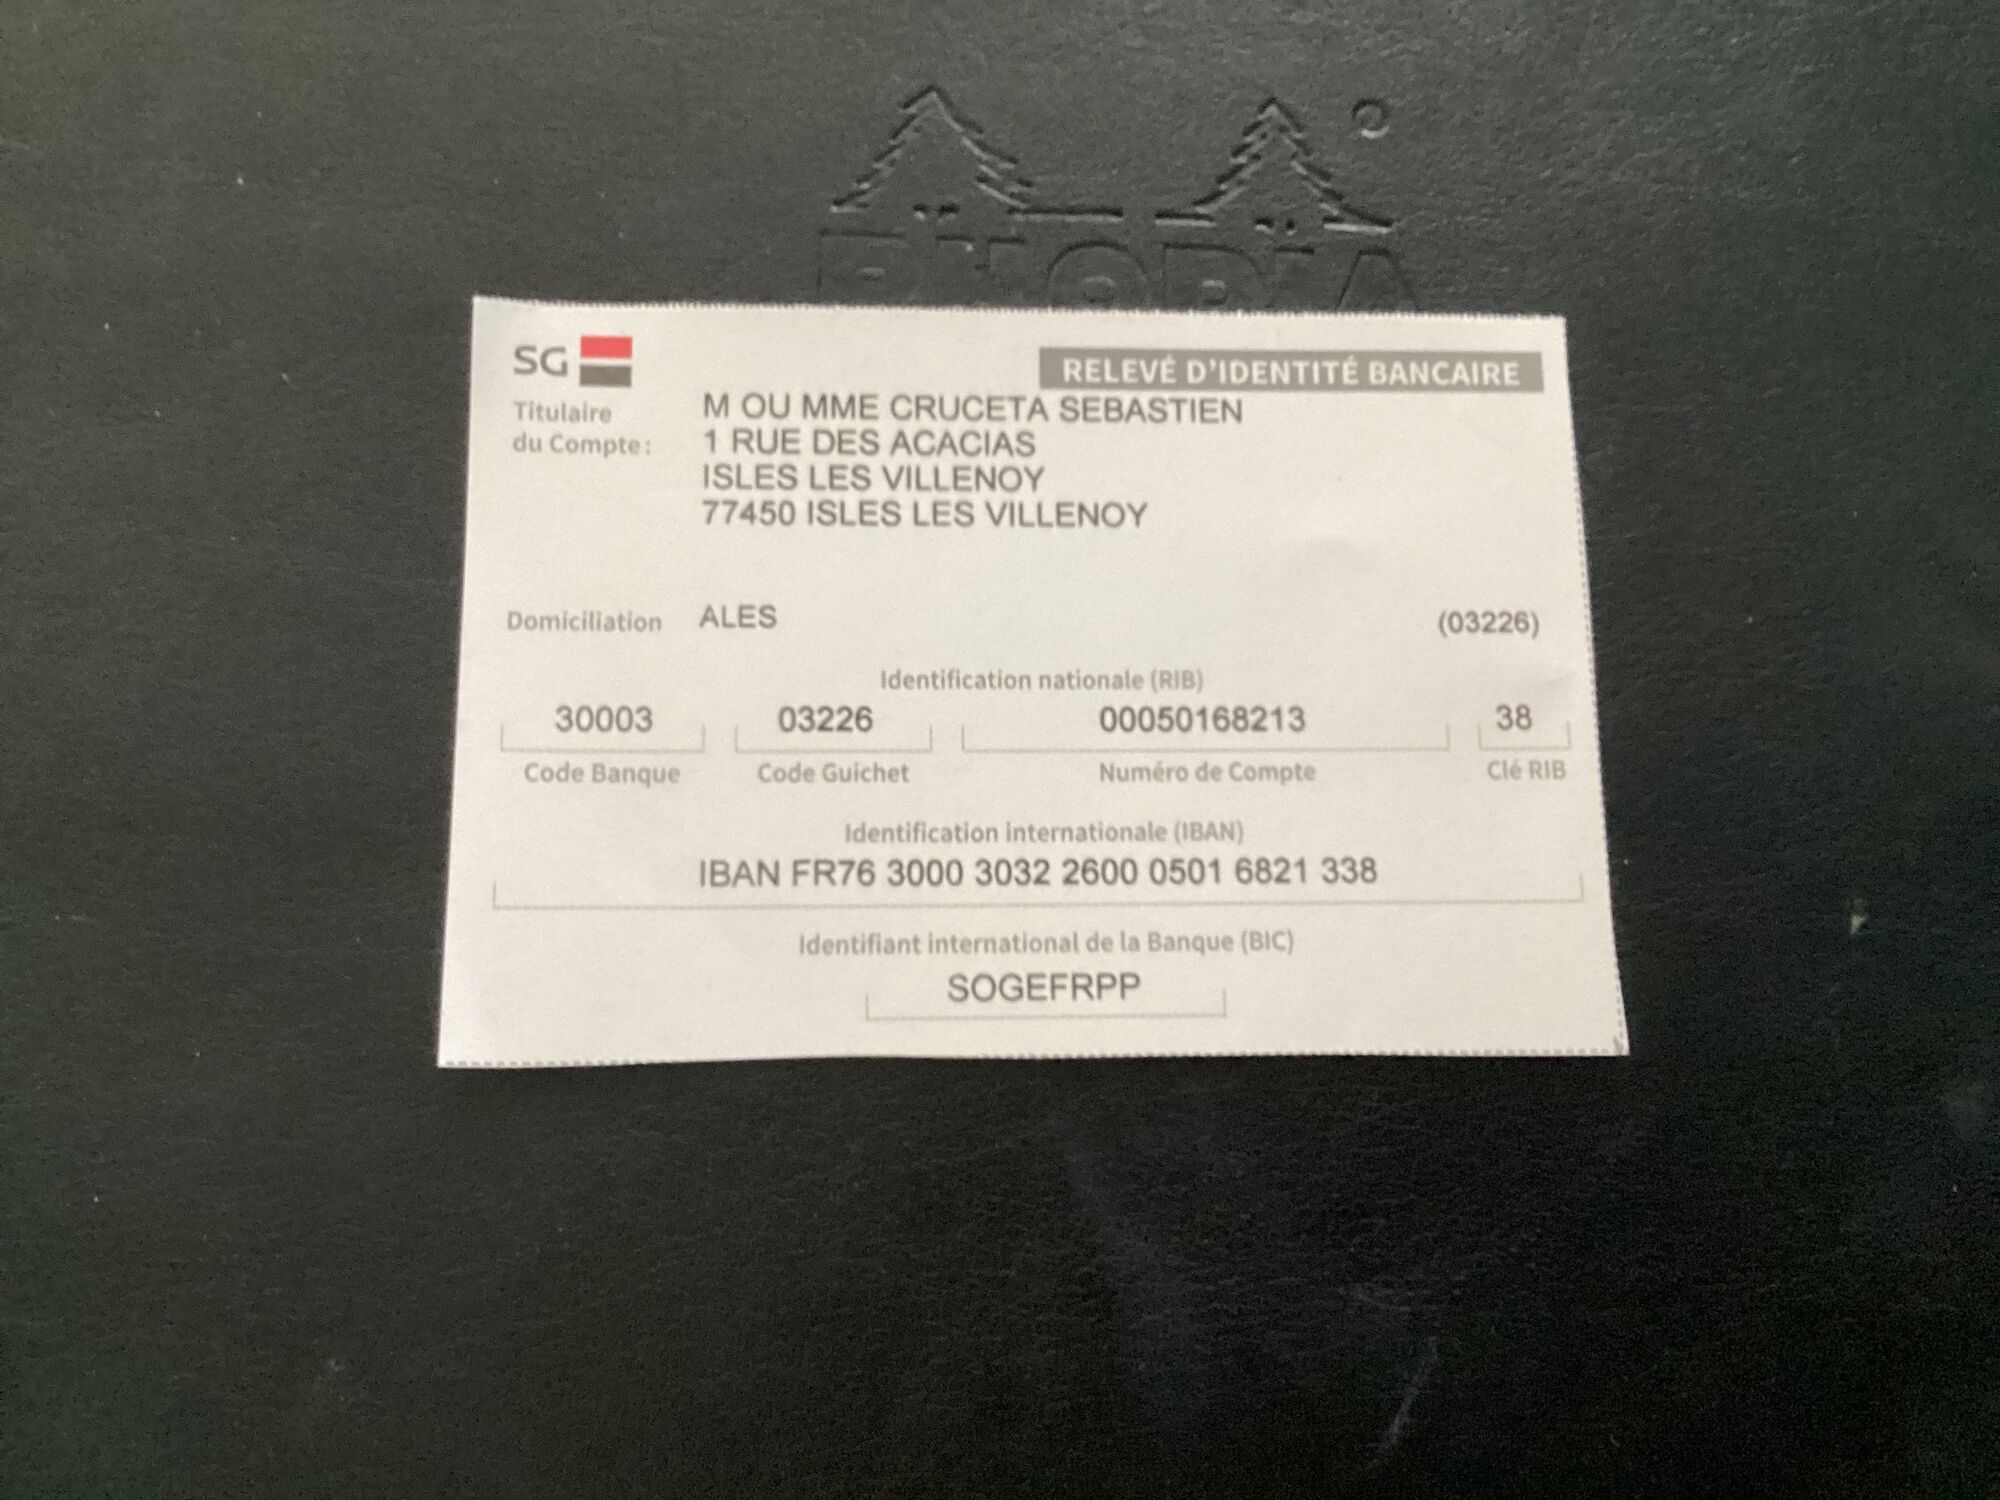 SG
RELEVÉ D'IDENTITÉ BANCAIRE
Titulaire
du Compte:
M OU MME CRUCETA SEBASTIEN
1 RUE DES ACACIAS
ISLES LES VILLENOY
77450 ISLES LES VILLENOY
Domiciliation ALES (03226)
Identification nationale (RIB)
30003 03226 00050168213 38
Code Banque Code Guichet Numéro de Compte Clé RIB
Identification internationale (IBAN)
IBAN FR76 3000 3032 2600 0501 6821 338
Identifiant international de la Banque (BIC)
SOGEFRPP